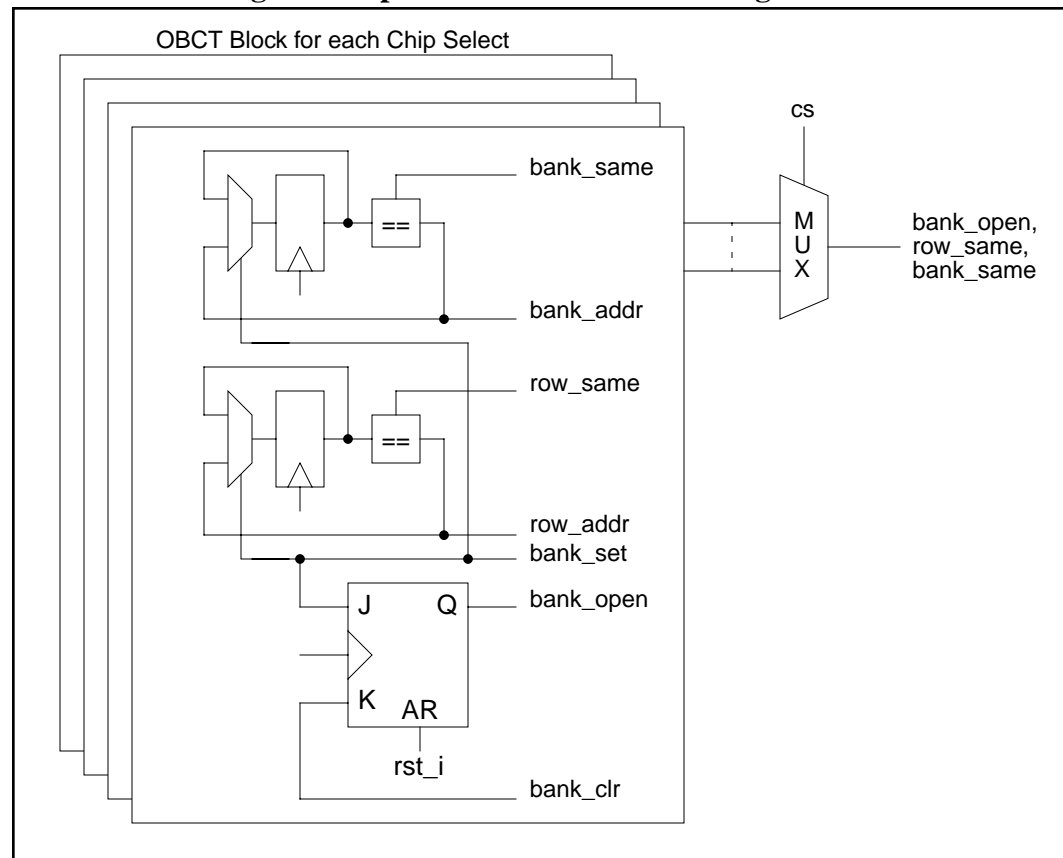 OBCT Block for each Chip Select
cs
bank_same
==
M
U
X
bank_open,
row_same,
bank_same
bank_addr
row_same
==
row_addr
bank_set
J
Q
bank_open
K
AR
rst_i
bank_clr